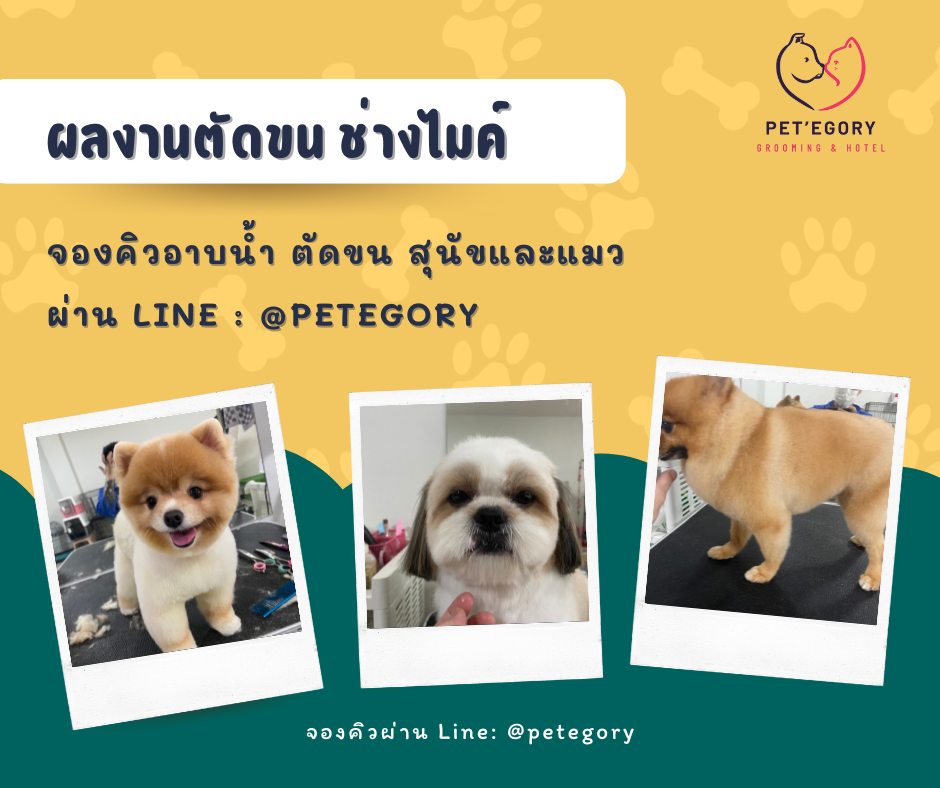 PET'EGORY
GROOMING & HOTEL
ผลงานตัดขน ช่างไมค์
จองคิวอาบน้ำ ตัดขน สุนัขและแมว
ผ่าน LINE : @PETEGORY
จองคิวผ่าน Line: @petegory